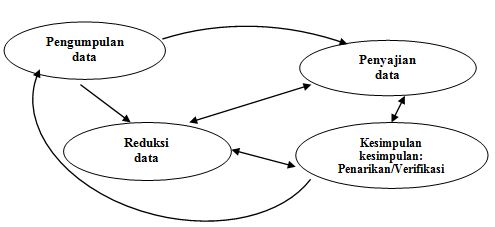 Pengumpulan
data
Penyajian
data
Reduksi
data
Kesimpulan
kesimpulan:
Penarikan/Verifikasi